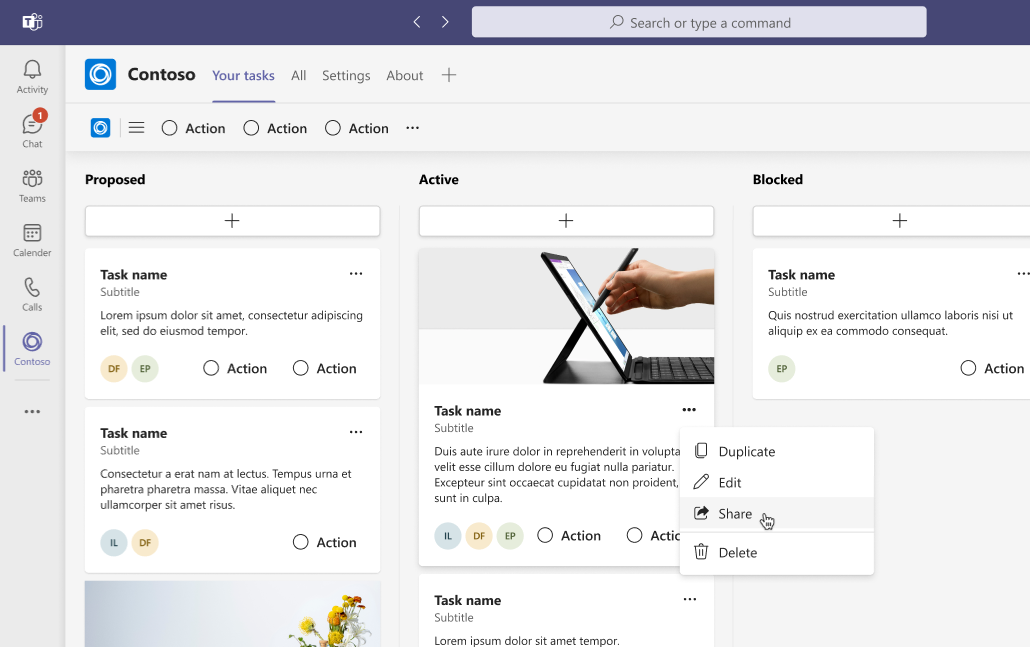 Search or type a command
Activity
1
Chat
Teams
Calender
Calls
Contoso
Contoso
Your tasks
All
Settings
About
Action
Action
Action
Proposed
Task name
Subtitle
Lorem ipsum dolor sit amet, consectetur adipiscing
elit, sed do eiusmod tempor.
DF
EP
Action
Action
Task name
Subtitle
Consectetur a erat nam at lectus. Tempus urna et
pharetra pharetra massa. Vitae aliquet nec
ullamcorper sit amet risus.
IL
DF
Action
Active
Task name
Subtitle
Duis aute irure dolor in reprehenderit in volupta
velit esse cillum dolore eu fugiat nulla pariatur.
Excepteur sint occaecat cupidatat non proident,
sunt in culpa.
IL
DF
EP
Action
Actic
Duplicate
Edit
Share
Delete
Task name
Subtitle
Lorem ipsum dolor sit amet tempor.
Blocked
Task name
Subtitle
Quis nostrud exercitation ullamco laboris nisi ut
aliquip ex ea commodo consequat.
EP
Action